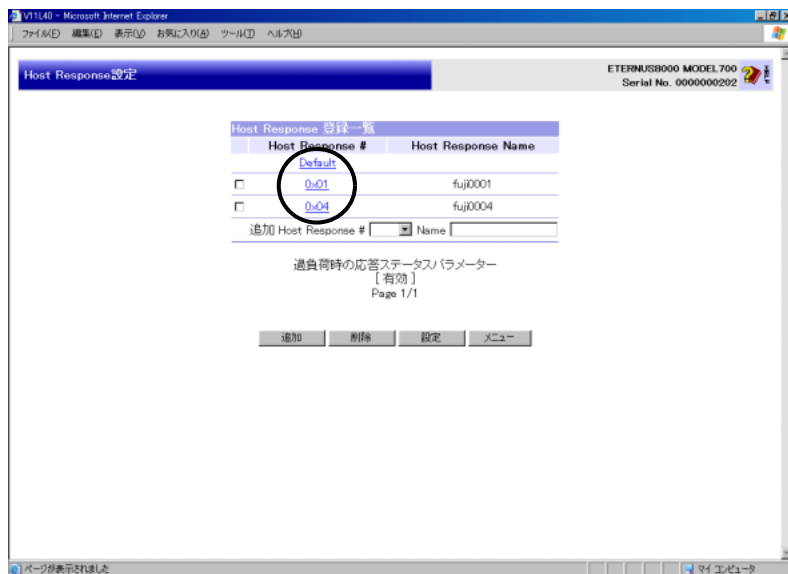 V11L40 - Microsoft Internet Explorer
ファイル(F) 編集(E) 表示(V) お気に入り(A) ツール(T) ヘルプ(H)
Host Response設定
ETERNUS8000 MODEL700
Serial No. 0000000202
Host Response 登録一覧
Host Response # Host Response Name
Default
0x01 fuji0001
0x04 fuji0004
追加 Host Response # Name
過負荷時の応答ステータスパラメーター
[ 有効 ]
Page 1/1
追加 削除 設定 メニュー
ページが表示されました マイ コンピュータ